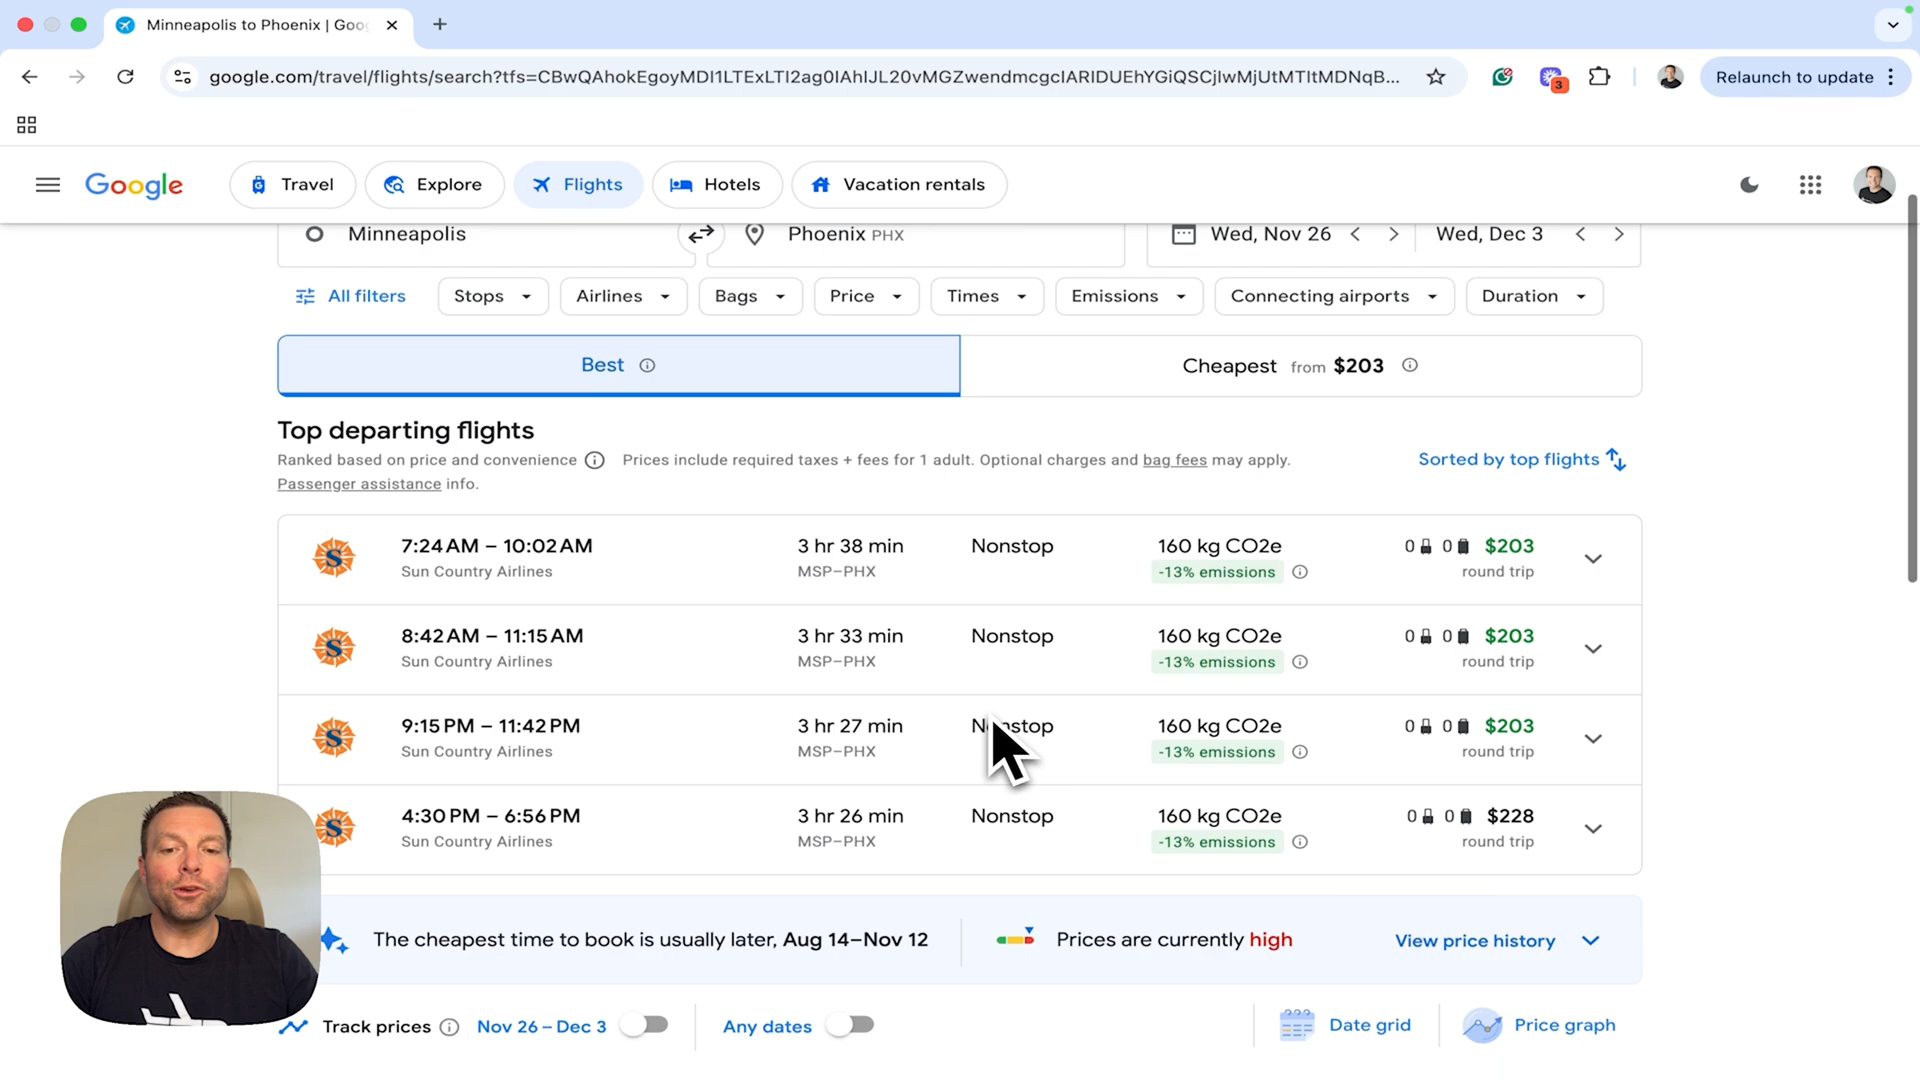 Minneapolis to Phoenix | Goo
google.com/travel/flights/search?tfs=CBwQAhokEgoyMDI1LTExLTI2ag0IAhIJL20vMGZwendmcgcIARIDUEhYGiQSCjIwMjUtMTItMDNqB...
3
Relaunch to update
Google
Travel
Explore
Flights
Hotels
Vacation rentals
Minneapolis
Phoenix PHX
Wed, Nov 26
Wed, Dec 3
All filters
Stops
Airlines
Bags
Price
Times
Emissions
Connecting airports
Duration
Best
Cheapest from $203
Top departing flights
Ranked based on price and convenience
Prices include required taxes + fees for 1 adult. Optional charges and bag fees may apply.
Passenger assistance info.
Sorted by top flights
7:24 AM – 10:02 AM 3 hr 38 min Nonstop 160 kg CO2e 0 0 $203
Sun Country Airlines MSP–PHX -13% emissions round trip
8:42 AM – 11:15 AM 3 hr 33 min Nonstop 160 kg CO2e 0 0 $203
Sun Country Airlines MSP–PHX -13% emissions round trip
9:15 PM – 11:42 PM 3 hr 27 min Nonstop 160 kg CO2e 0 0 $203
Sun Country Airlines MSP–PHX -13% emissions round trip
4:30 PM – 6:56 PM 3 hr 26 min Nonstop 160 kg CO2e 0 0 $228
Sun Country Airlines MSP–PHX -13% emissions round trip
The cheapest time to book is usually later, Aug 14–Nov 12
Prices are currently high
View price history
Track prices
Nov 26 – Dec 3
Any dates
Date grid
Price graph